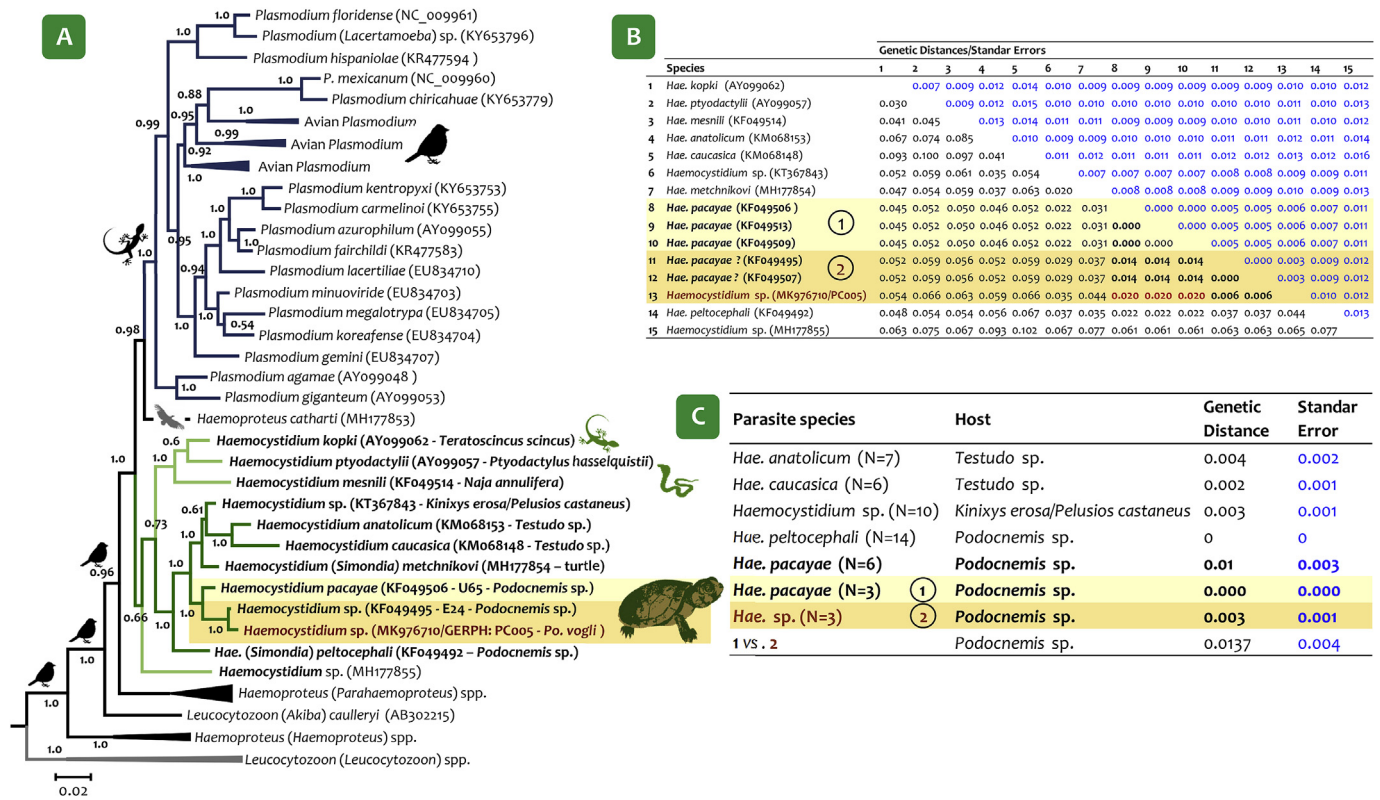 A
Plasmodium floridense (NC_009961)
1.0
Plasmodium (Lacertamoeba) sp. (KY653796)
1.0
Plasmodium hispaniolae (KR477594 )
1.0
P. mexicanum (NC_009960)
0.88
Plasmodium chiricahuae (KY653779)
0.95
1.0
Avian Plasmodium
0.99
0.99
Avian Plasmodium
0.92
Avian Plasmodium
1.0
Plasmodium kentropyxi (KY653753)
1.0
Plasmodium carmelinoi (KY653755)
1.0
Plasmodium azurophilum (AY099055)
0.95
1.0
Plasmodium fairchildi (KR477583)
1.0
0.94
Plasmodium lacertiliae (EU834710)
Plasmodium minuoviride (EU834703)
1.0
Plasmodium megalotrypa (EU834705)
1.0
0.54
Plasmodium koreafense (EU834704)
0.98
Plasmodium gemini (EU834707)
Plasmodium agamae (AY099048 )
1.0
1.0
Plasmodium giganteum (AY099053)
Haemoproteus catharti (MH177853)
0.6
Haemocystidium kopki (AY099062 - Teratoscincus scincus)
1.0
1.0
Haemocystidium ptyodactylii (AY099057 - Ptyodactylus hasselquistii)
Haemocystidium mesnili (KF049514 - Naja annulifera)
Haemocystidium sp. (KT367843 - Kinixys erosa/Pelusios castaneus)
0.61
0.73
Haemocystidium anatolicum (KM068153 - Testudo sp.)
1.0
1.0
Haemocystidium caucasica (KM068148 - Testudo sp.)
1.0
Haemocystidium (Simondia) metchnikovi (MH177854 – turtle)
0.96
Haemocystidium pacayae (KF049506 - U65 - Podocnemis sp.)
1.0
0.66
Haemocystidium sp. (KF049495 - E24 - Podocnemis sp.)
1.0
1.0
Haemocystidium sp. (MK976710/GERPH: PC005 - Po. vogli )
1.0
Hae. (Simondia) peltocephali (KF049492 – Podocnemis sp.)
Haemocystidium sp. (MH177855)
1.0
Haemoproteus (Parahaemoproteus) spp.
1.0
Leucocytozoon (Akiba) caulleryi (AB302215)
1.0
Haemoproteus (Haemoproteus) spp.
1.0
Leucocytozoon (Leucocytozoon) spp.
1.0
0.02
B
Genetic Distances/Standar Errors
Species 1 2 3 4 5 6 7 8 9 10 11 12 13 14 15
1 Hae. kopki (AY099062) 0.007 0.009 0.012 0.014 0.010 0.009 0.009 0.009 0.009 0.009 0.009 0.010 0.010 0.012
2 Hae. ptyodactylii (AY099057) 0.030 0.009 0.012 0.015 0.010 0.010 0.010 0.010 0.010 0.010 0.010 0.010 0.011 0.013
3 Hae. mesnili (KF049514) 0.041 0.045 0.013 0.014 0.011 0.011 0.009 0.009 0.009 0.010 0.010 0.011 0.010 0.012
4 Hae. anatolicum (KM068153) 0.067 0.074 0.085 0.010 0.009 0.009 0.010 0.010 0.010 0.011 0.011 0.012 0.011 0.014
5 Hae. caucasica (KM068148) 0.093 0.100 0.097 0.041 0.011 0.012 0.011 0.011 0.011 0.012 0.012 0.013 0.012 0.016
6 Haemocystidium sp. (KT367843) 0.052 0.059 0.061 0.035 0.054 0.007 0.007 0.007 0.007 0.008 0.008 0.009 0.009 0.011
7 Hae. metchnikovi (MH177854) 0.047 0.054 0.059 0.037 0.063 0.020 0.008 0.008 0.008 0.009 0.009 0.010 0.009 0.013
8 Hae. pacayae (KF049506 ) 0.045 0.052 0.050 0.046 0.052 0.022 0.031 0.000 0.000 0.005 0.005 0.006 0.007 0.011
9 Hae. pacayae (KF049513) 1 0.045 0.052 0.050 0.046 0.052 0.022 0.031 0.000 0.000 0.005 0.005 0.006 0.007 0.011
10 Hae. pacayae (KF049509) 0.045 0.052 0.050 0.046 0.052 0.022 0.031 0.000 0.000 0.005 0.005 0.006 0.007 0.011
11 Hae. pacayae ? (KF049495) 2 0.052 0.059 0.056 0.052 0.059 0.029 0.037 0.014 0.014 0.014 0.000 0.003 0.009 0.012
12 Hae. pacayae ? (KF049507) 0.052 0.059 0.056 0.052 0.059 0.029 0.037 0.014 0.014 0.014 0.000 0.003 0.009 0.012
13 Haemocystidium sp. (MK976710/PC005) 0.054 0.066 0.063 0.059 0.066 0.035 0.044 0.020 0.020 0.020 0.006 0.006 0.010 0.012
14 Hae. peltocephali (KF049492) 0.048 0.054 0.054 0.056 0.067 0.037 0.035 0.022 0.022 0.022 0.037 0.037 0.044 0.013
15 Haemocystidium sp. (MH177855) 0.063 0.075 0.067 0.093 0.102 0.067 0.077 0.061 0.061 0.061 0.063 0.063 0.065 0.077
C
Parasite species Host Genetic Distance Standar Error
Hae. anatolicum (N=7) Testudo sp. 0.004 0.002
Hae. caucasica (N=6) Testudo sp. 0.002 0.001
Haemocystidium sp. (N=10) Kinixys erosa/Pelusios castaneus 0.003 0.001
Hae. peltocephali (N=14) Podocnemis sp. 0 0
Hae. pacayae (N=6) Podocnemis sp. 0.01 0.003
Hae. pacayae (N=3) 1 Podocnemis sp. 0.000 0.000
Hae. sp. (N=3) 2 Podocnemis sp. 0.003 0.001
1 VS . 2 Podocnemis sp. 0.0137 0.004